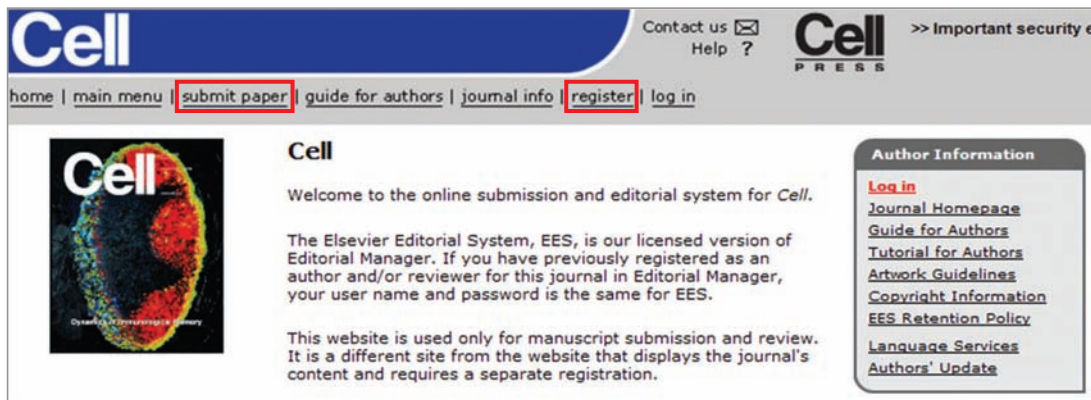 Cell
Contact us
Help ?
Cell
PRESS
>> Important security e
home | main menu | submit paper | guide for authors | journal info | register | log in
Cell
Dynamics of Immunological Memory
Cell
Welcome to the online submission and editorial system for Cell.
The Elsevier Editorial System, EES, is our licensed version of
Editorial Manager. If you have previously registered as an
author and/or reviewer for this journal in Editorial Manager,
your user name and password is the same for EES.
This website is used only for manuscript submission and review.
It is a different site from the website that displays the journal's
content and requires a separate registration.
Author Information
Log in
Journal Homepage
Guide for Authors
Tutorial for Authors
Artwork Guidelines
Copyright Information
EES Retention Policy
Language Services
Authors' Update